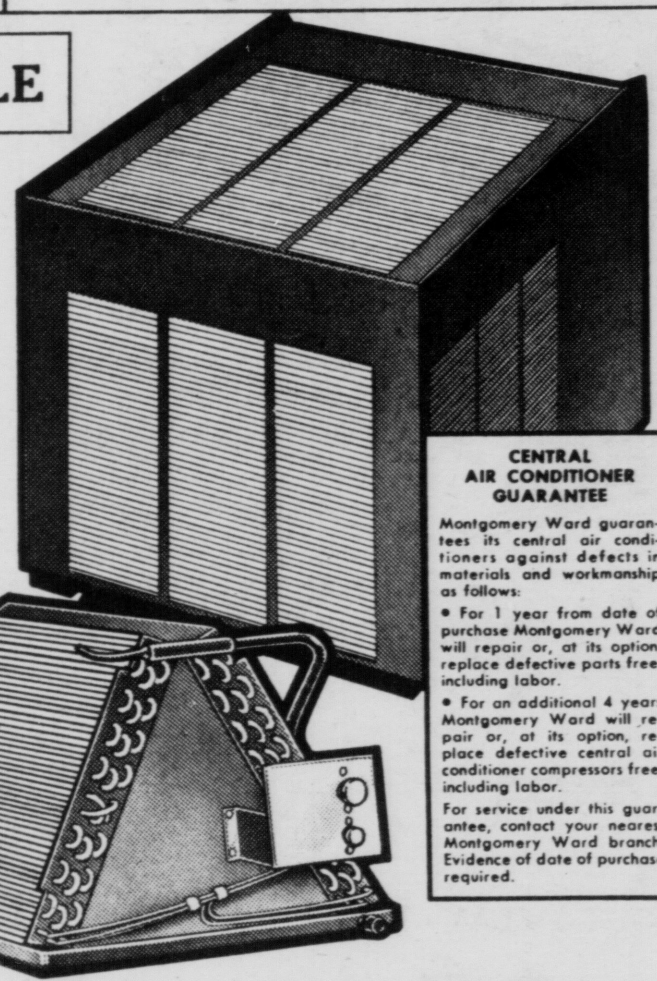 LE
CENTRAL
AIR CONDITIONER
GUARANTEE
Montgomery Ward guaran-
tees its central air condi-
tioners against defects in
materials and workmanship
as follows:
• For 1 year from date of
purchase Montgomery Ward
will repair or, at its option
replace defective parts free
including labor.
• For an additional 4 year
Montgomery Ward will re
pair or, at its option, re
place defective central ai
conditioner compressors free
including labor.
For service under this guar
antee, contact your neares
Montgomery Ward branch
Evidence of date of purchas
required.